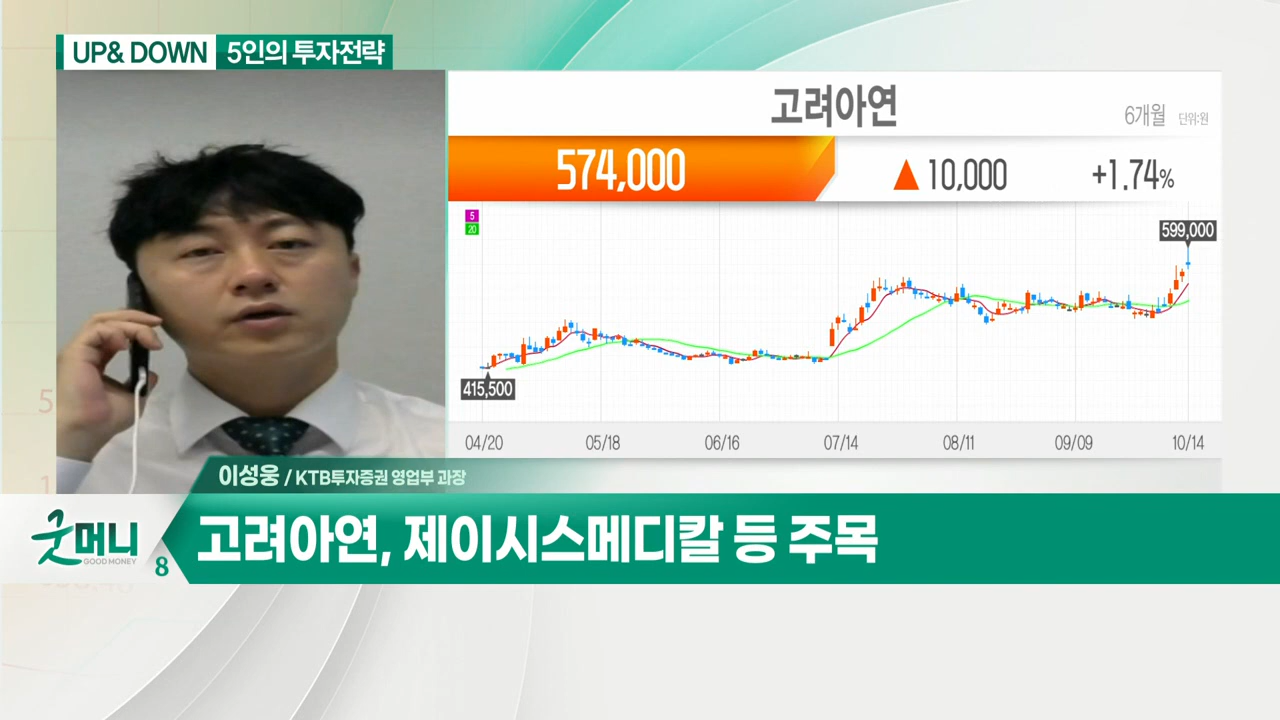 UP& DOWN 5인의 투자전략
고려아연
6개월 단위:원
574,000 ▲ 10,000 +1.74%
5
20
599,000
415,500
04/20 05/18 06/16 07/14 08/11 09/09 10/14
이성웅 / KTB투자증권 영업부 과장
고려아연, 제이시스메디칼 등 주목
굿머니
GOOD MONEY
8